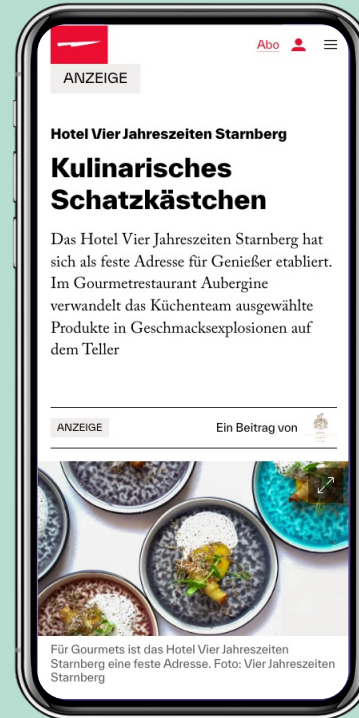 Abo
ANZEIGE
Hotel Vier Jahreszeiten Starnberg
Kulinarisches
Schatzkästchen
Das Hotel Vier Jahreszeiten Starnberg hat
sich als feste Adresse für Genießer etabliert.
Im Gourmetrestaurant Aubergine
verwandelt das Küchenteam ausgewählte
Produkte in Geschmacksexplosionen auf
dem Teller
ANZEIGE
Ein Beitrag von
Für Gourmets ist das Hotel Vier Jahreszeiten
Starnberg eine feste Adresse. Foto: Vier Jahreszeiten
Starnberg